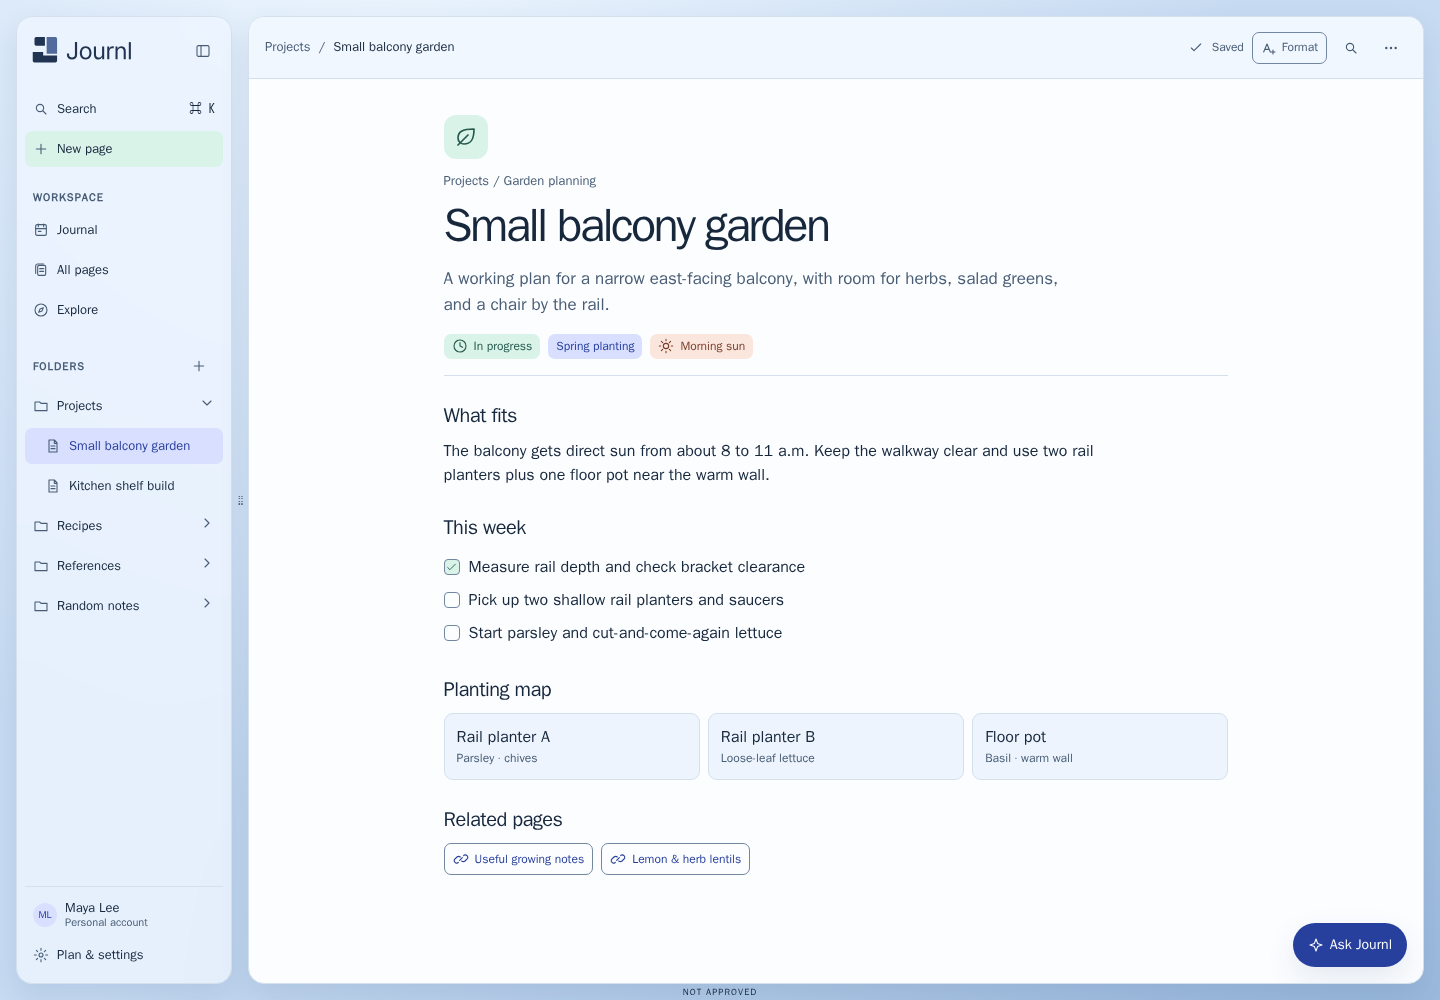 Journl
Search ⌘ K
New page
WORKSPACE
Journal
All pages
Explore
FOLDERS
Projects
Small balcony garden
Kitchen shelf build
Recipes
References
Random notes
ML
Maya Lee
Personal account
Plan & settings
Projects / Small balcony garden
Saved
Format
Projects / Garden planning
Small balcony garden
A working plan for a narrow east-facing balcony, with room for herbs, salad greens,
and a chair by the rail.
In progress
Spring planting
Morning sun
What fits
The balcony gets direct sun from about 8 to 11 a.m. Keep the walkway clear and use two rail
planters plus one floor pot near the warm wall.
This week
Measure rail depth and check bracket clearance
Pick up two shallow rail planters and saucers
Start parsley and cut-and-come-again lettuce
Planting map
Rail planter A
Parsley · chives
Rail planter B
Loose-leaf lettuce
Floor pot
Basil · warm wall
Related pages
Useful growing notes
Lemon & herb lentils
Ask Journl
NOT APPROVED